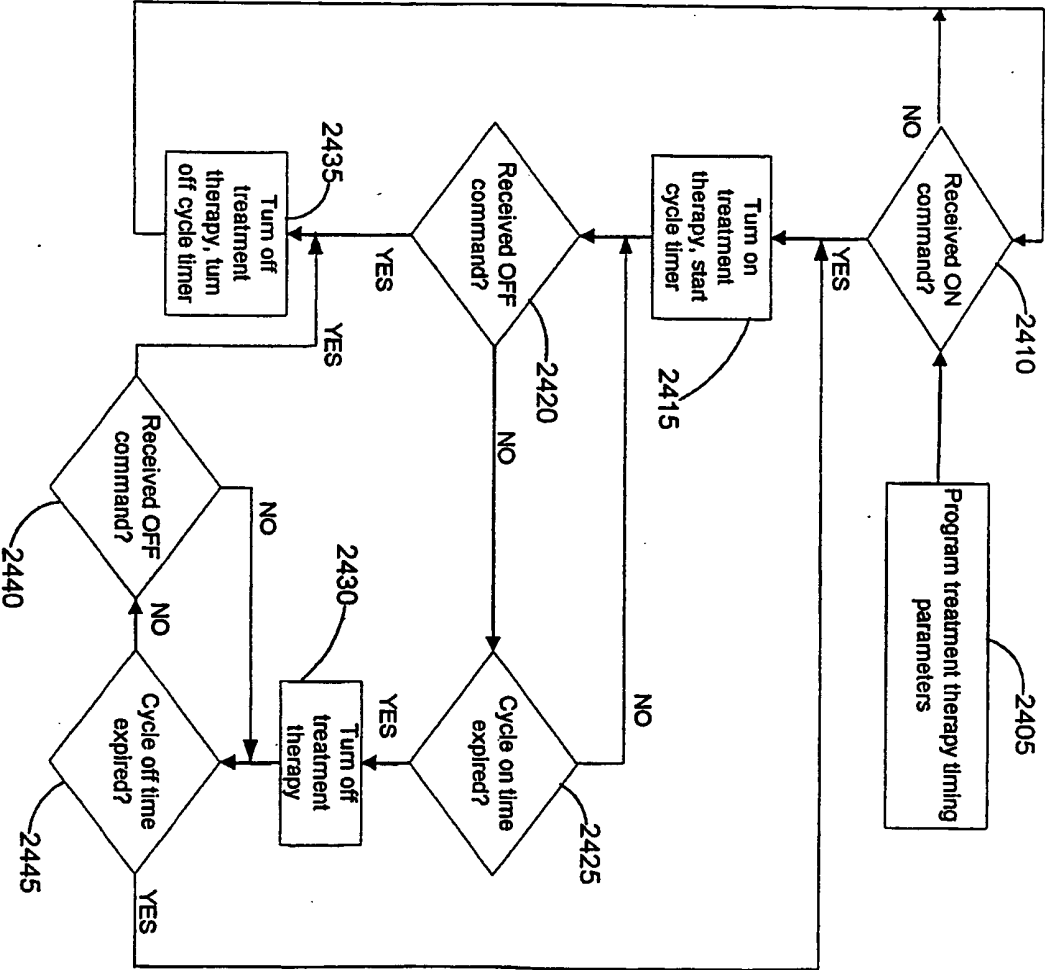 Program treatment therapy timing
parameters
2405
Received ON
command?
2410
NO
YES
Turn on
treatment
therapy, start
cycle timer
2415
Received OFF
command?
2420
NO
YES
Cycle on time
expired?
2425
NO
YES
Turn off
treatment
therapy
2430
Turn off
treatment
therapy, turn
off cycle timer
2435
Received OFF
command?
2440
YES
NO
Cycle off time
expired?
2445
NO
YES